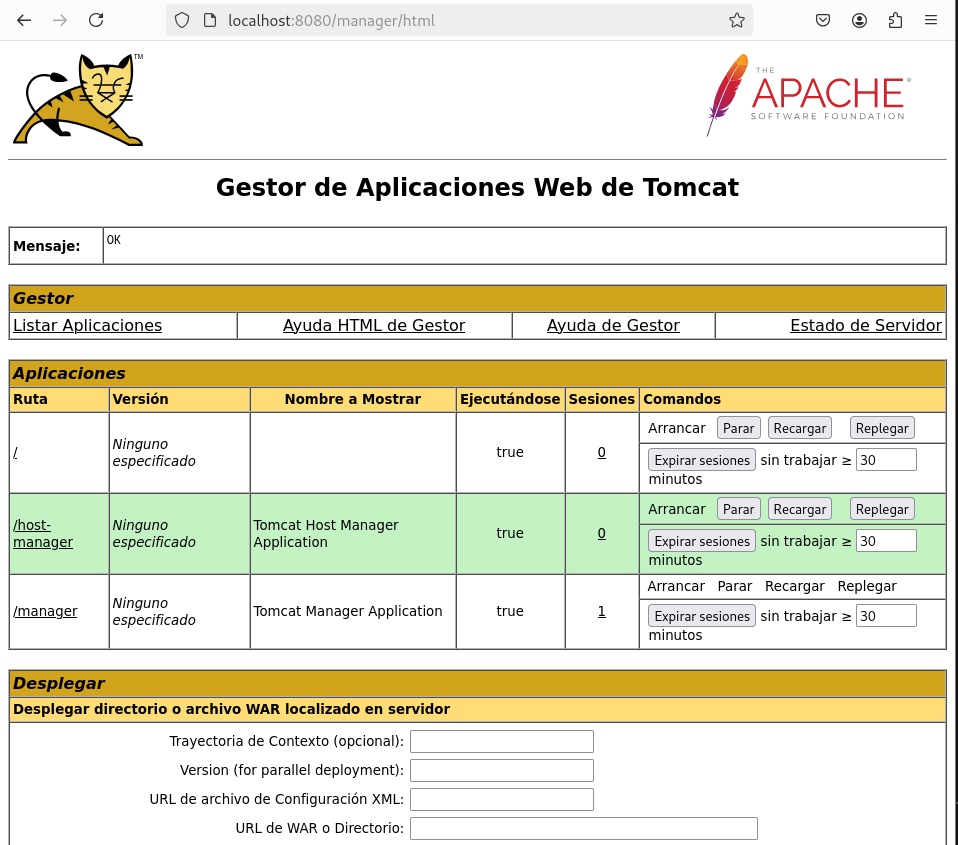 localhost:8080/manager/html
TM
THE
APACHE®
SOFTWARE FOUNDATION
Gestor de Aplicaciones Web de Tomcat
Mensaje: OK
Gestor
Listar Aplicaciones Ayuda HTML de Gestor Ayuda de Gestor Estado de Servidor
Aplicaciones
Ruta Versión Nombre a Mostrar Ejecutándose Sesiones Comandos
/ Ninguno especificado true 0 Arrancar Parar Recargar Replegar
Expirar sesiones sin trabajar ≥ 30
minutos
/host-manager Ninguno especificado Tomcat Host Manager Application true 0 Arrancar Parar Recargar Replegar
Expirar sesiones sin trabajar ≥ 30
minutos
/manager Ninguno especificado Tomcat Manager Application true 1 Arrancar Parar Recargar Replegar
Expirar sesiones sin trabajar ≥ 30
minutos
Desplegar
Desplegar directorio o archivo WAR localizado en servidor
Trayectoria de Contexto (opcional):
Version (for parallel deployment):
URL de archivo de Configuración XML:
URL de WAR o Directorio: